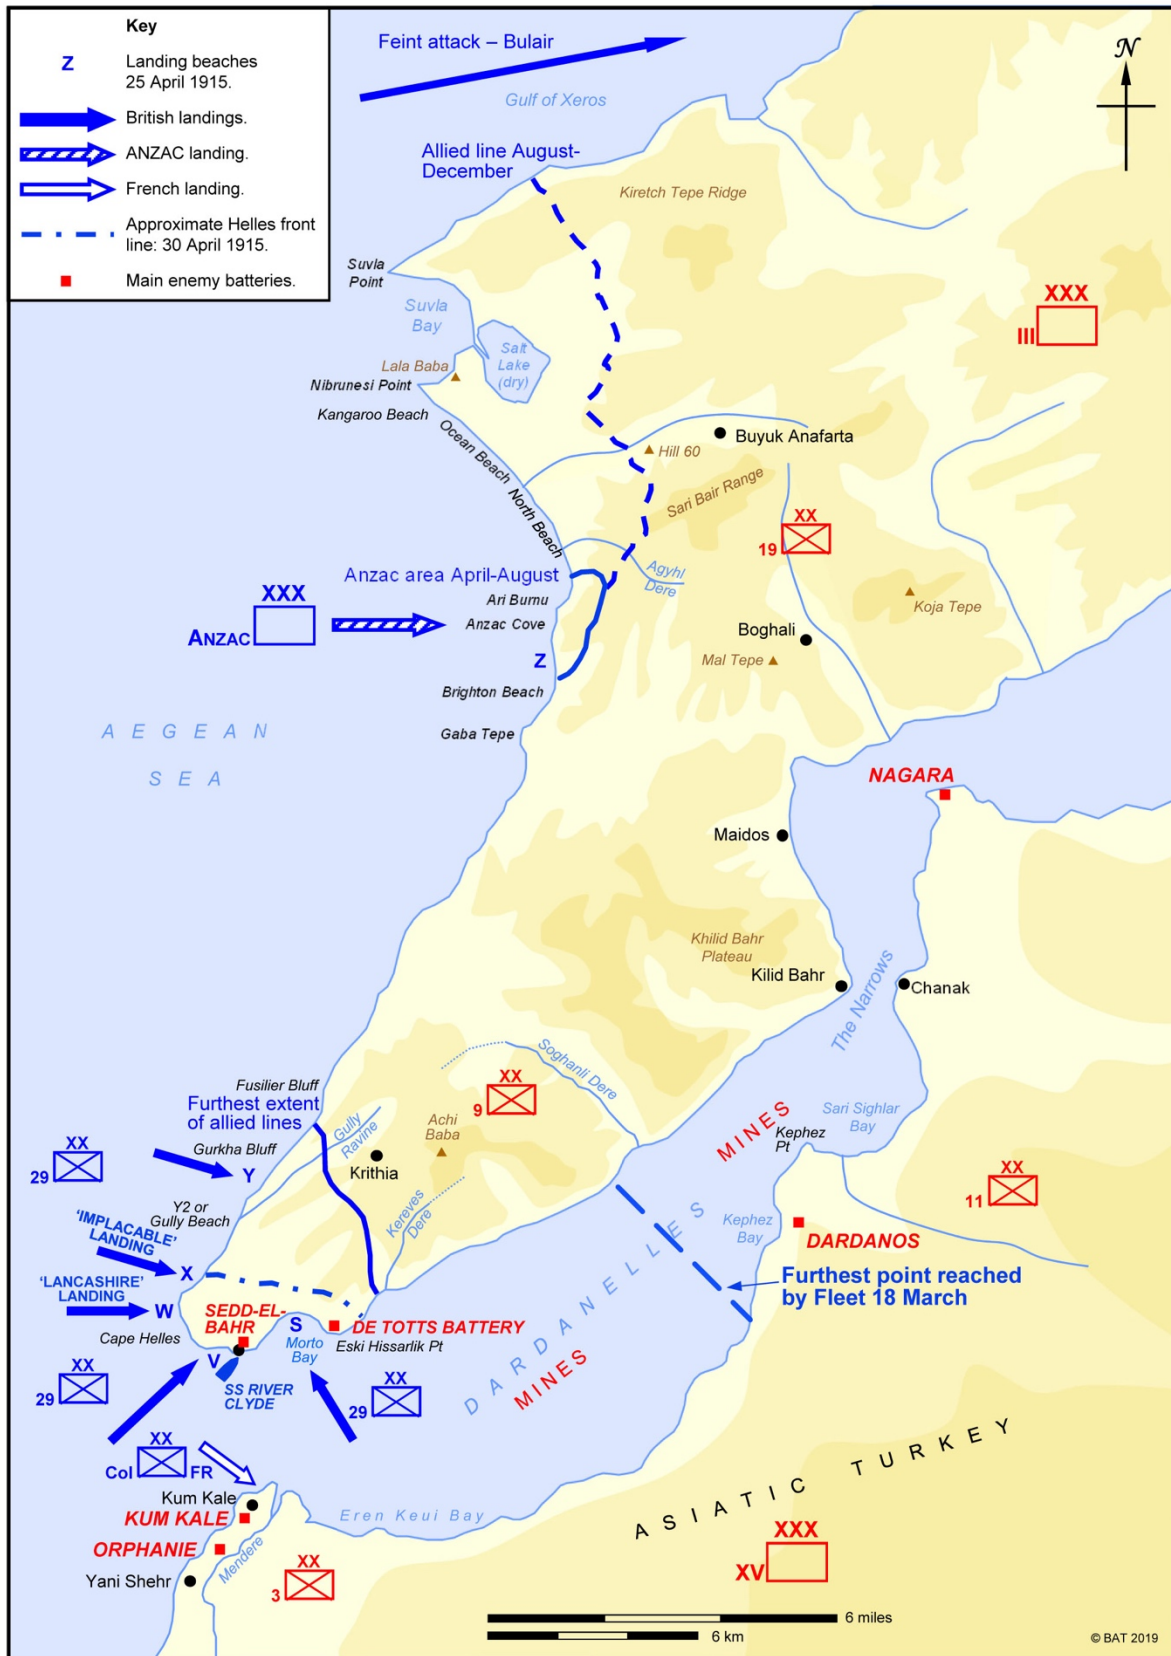 Key
Z
Landing beaches
25 April 1915.
British landings.
ANZAC landing.
French landing.
Approximate Helles front
line: 30 April 1915.
Main enemy batteries.
Feint attack – Bulair
N
Gulf of Xeros
Allied line August-
December
Kiretch Tepe Ridge
Suvla
Point
Suvla
Bay
XXX
III
Salt
Lake
(dry)
Lala Baba
Nibrunesi Point
Kangaroo Beach
Ocean Beach
Buyuk Anafarta
Hill 60
Sari Bair Range
North Beach
XX
19
Anzac area April-August
Agyhl
Dere
XXX
ANZAC
Ari Burnu
Anzac Cove
Koja Tepe
Boghali
Mal Tepe
Z
Brighton Beach
Gaba Tepe
AEGEAN
SEA
NAGARA
Maidos
Khilid Bahr
Plateau
Kilid Bahr
The Narrows
Chanak
Soghanli Dere
Fusilier Bluff
Furthest extent
of allied lines
XX
9
Achi
Baba
Gully
Ravine
Krithia
MINES
Sari Sighlar
Bay
Kephez
Pt
XX
29
Gurkha Bluff
Y
XX
11
Y2 or
Gully Beach
Kereves
Dere
Kephez
Bay
DARDANOS
'IMPLACABLE'
LANDING
X
Furthest point reached
by Fleet 18 March
'LANCASHIRE'
LANDING
W
SEDD-EL-
BAHR
S
DE TOTTS BATTERY
Cape Helles
Morto
Bay
Eski Hissarlik Pt
DARDANELLES
MINES
V
SS RIVER
CLYDE
XX
29
XX
29
XX
Col
FR
Kum Kale
KUM KALE
Eren Keui Bay
ASIATIC TURKEY
ORPHANIE
Mendere
Yani Shehr
XX
3
XXX
XV
6 miles
6 km
© BAT 2019